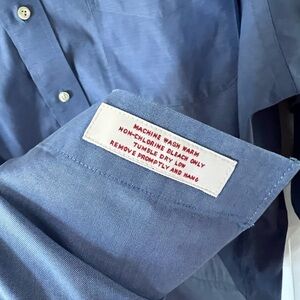 MACHINE WASH WARM
NON-CHLORINE BLEACH ONLY
TUMBLE DRY LOW
REMOVE PROMPTLY AND HANG